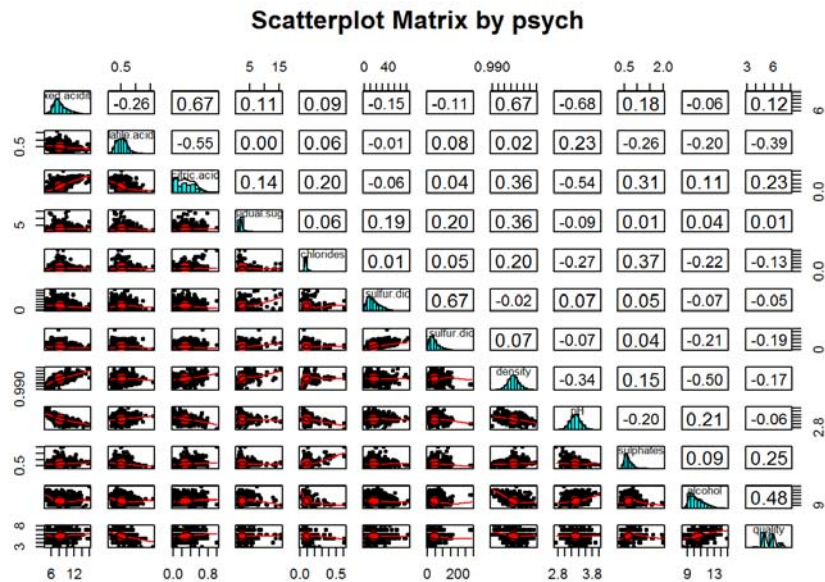 Scatterplot Matrix by psych
0.5 5 15 0 40 0.990 0.5 2.0 3 6
-0.26 0.67 0.11 0.09 -0.15 -0.11 0.67 -0.68 0.18 -0.06 0.12 6
0.5 -0.55 0.00 0.06 -0.01 0.08 0.02 0.23 -0.26 -0.20 -0.39
citric.acid 0.14 0.20 -0.06 0.04 0.36 -0.54 0.31 0.11 0.23 0.0
5 0.06 0.19 0.20 0.36 -0.09 0.01 0.04 0.01
chlorides 0.01 0.05 0.20 -0.27 0.37 -0.22 -0.13 0.0
0 sulfur.dio 0.67 -0.02 0.07 0.05 -0.07 -0.05
sulfur.dio 0.07 -0.07 0.04 -0.21 -0.19 0
0.990 density -0.34 0.15 -0.50 -0.17
pH -0.20 0.21 -0.06 2.8
0.5 sulphates 0.09 0.25
alcohol 0.48 9
3 8 quality
6 12 0.0 0.8 0.0 0.5 0 200 2.8 3.8 9 13